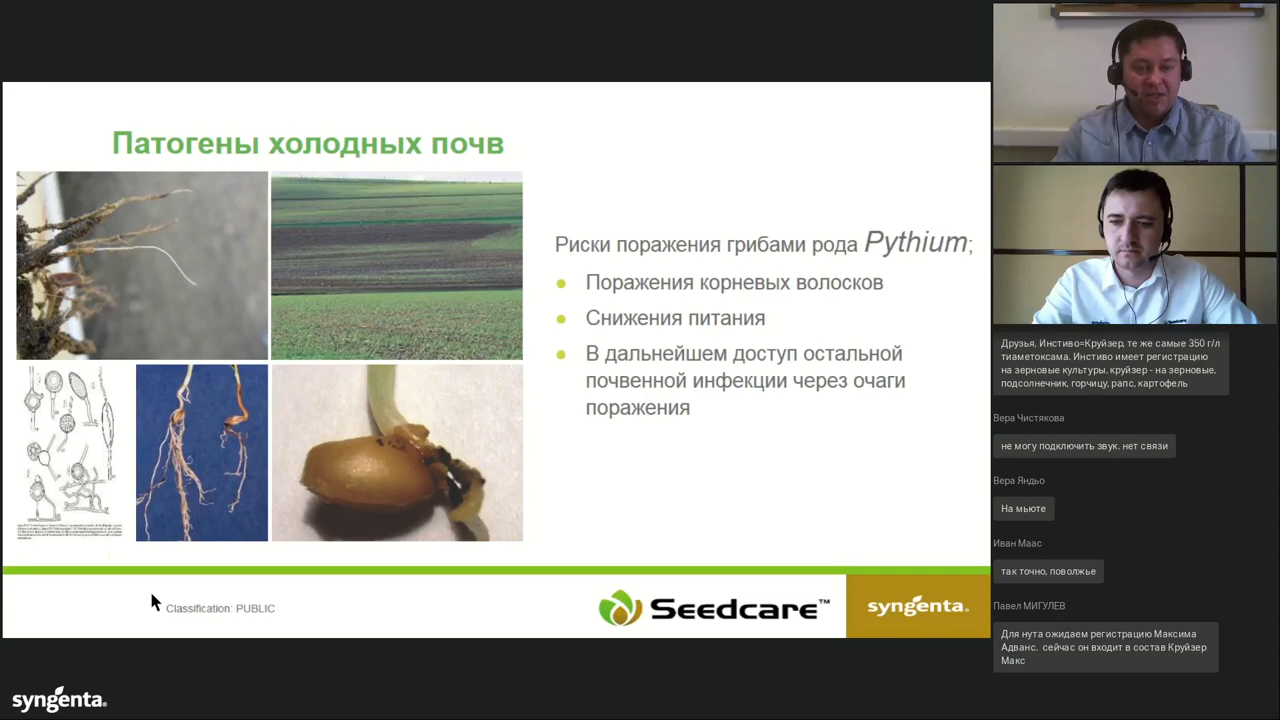 Патогены холодных почв
Риски поражения грибами рода Pythium;
Поражения корневых волосков
Снижения питания
В дальнейшем доступ остальной
почвенной инфекции через очаги
поражения
Classification: PUBLIC
Seedcare™
syngenta®
syngenta®
Seedcare
Seedcare
Друзья, Инстиво=Круйзер, те же самые 350 г/л
тиаметоксама. Инстиво имеет регистрацию
на зерновые культуры, круйзер - на зерновые,
подсолнечник, горчицу, рапс, картофель
Вера Чистякова
не могу подключить звук. нет связи
Вера Яндьо
На мьюте
Иван Маас
так точно, поволжье
Павел МИГУЛЕВ
Для нута ожидаем регистрацию Максима
Адванс. сейчас он входит в состав Круйзер
Макс